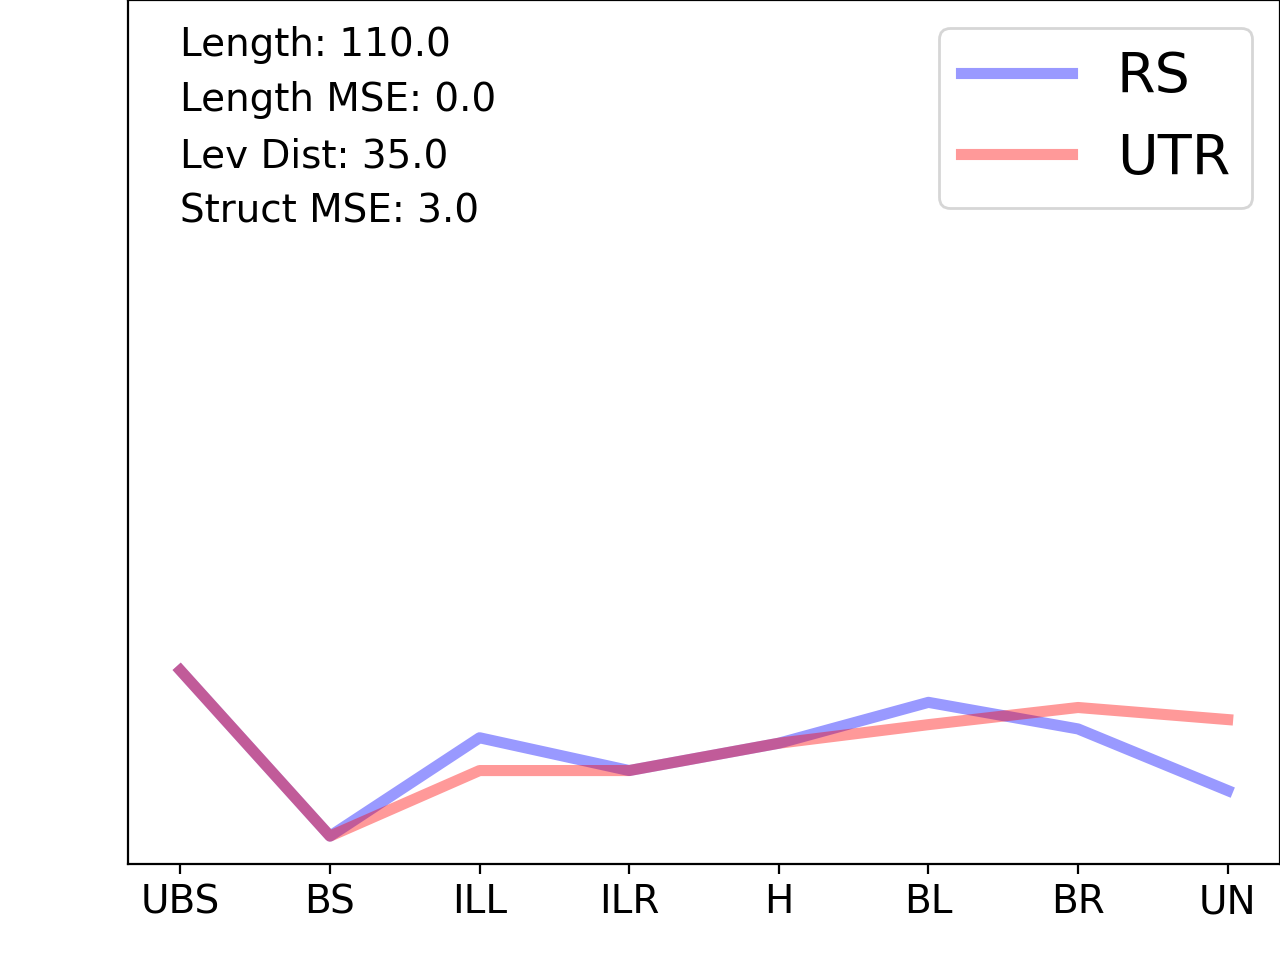 Length: 110.0
Length MSE: 0.0
Lev Dist: 35.0
Struct MSE: 3.0
RS
UTR
UBS BS ILL ILR H BL BR UN